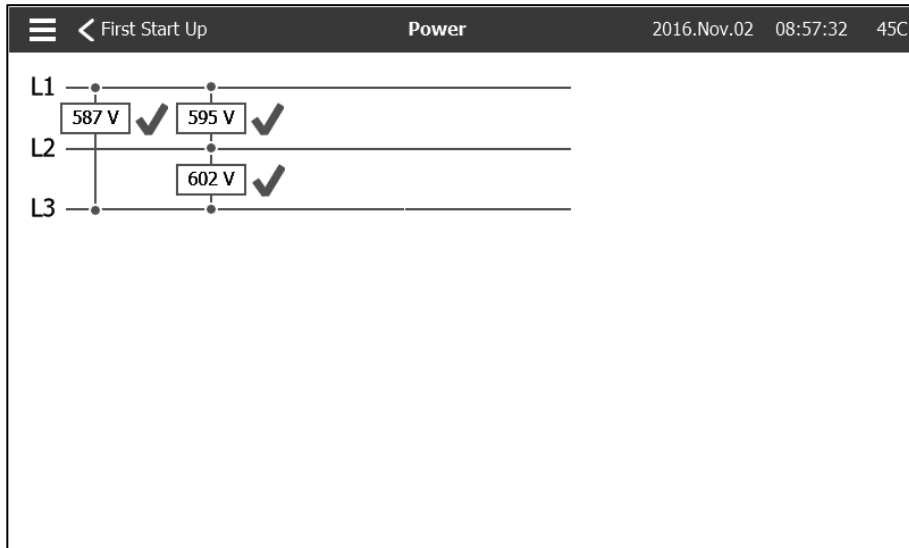 First Start Up Power 2016.Nov.02 08:57:32 45C
L1
587 V 595 V
L2
602 V
L3